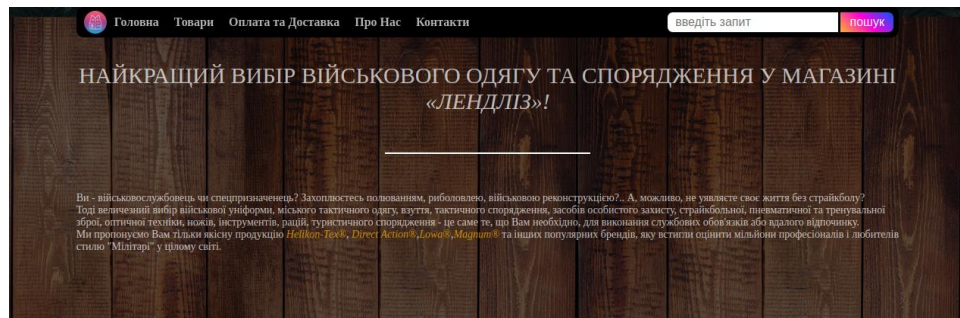 Головна Товари Оплата та Доставка Про Нас Контакти введіть запит пошук
НАЙКРАЩИЙ ВИБІР ВІЙСЬКОВОГО ОДЯГУ ТА СПОРЯДЖЕННЯ У МАГАЗИНІ
«ЛЕНДЛІЗ»!
Ви - військовослужбовець чи спецпризначенець? Захоплюєтесь полюванням, риболовлею, військовою реконструкцією?.. А, можливо, не уявляєте своє життя без страйкболу?
Тоді величезний вибір військової уніформи, міського тактичного одягу, взуття, тактичного спорядження, засобів особистого захисту, страйкбольної, пневматичної та тренувальної
зброї, оптичної техніки, ножів, інструментів, рацій, туристичного спорядження - це саме те, що Вам необхідно, для виконання службових обов'язків або вдалого відпочинку.
Ми пропонуємо Вам тільки якісну продукцію Helikon-Tex®, Direct Action®,Lowa®,Magnum® та інших популярних брендів, яку встигли оцінити мільйони професіоналів і любителів
стилю "Мілітарі" у цілому світі.